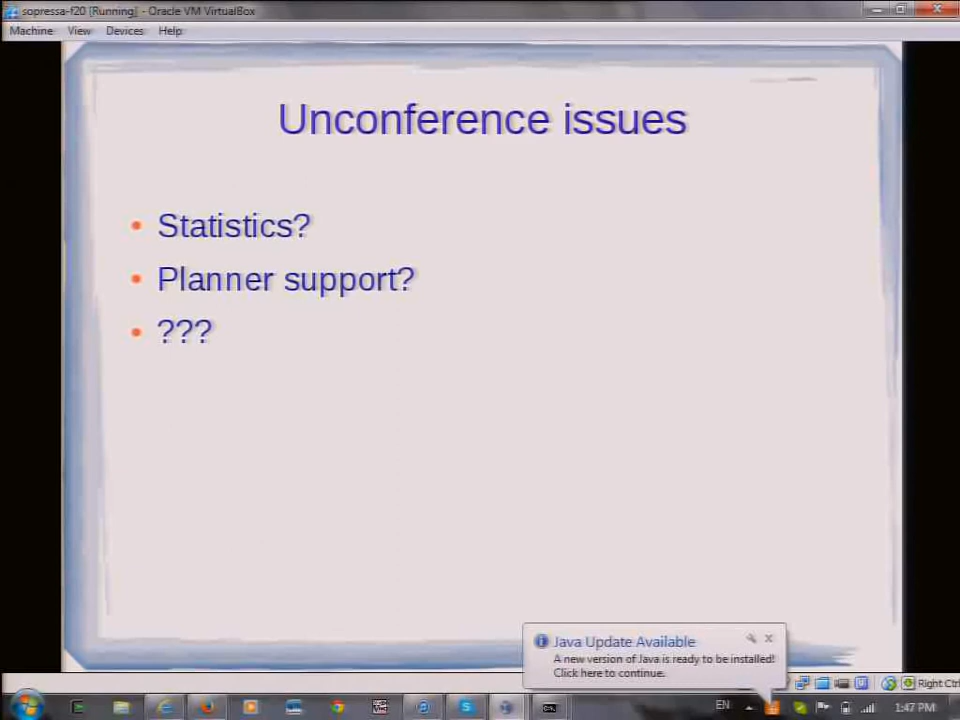 sopressa-f20 [Running] - Oracle VM VirtualBox
Machine View Devices Help
Unconference issues
• Statistics?
• Planner support?
• ???
Java Update Available
A new version of Java is ready to be installed!
Click here to continue.
Right Ctrl
EN
1:47 PM